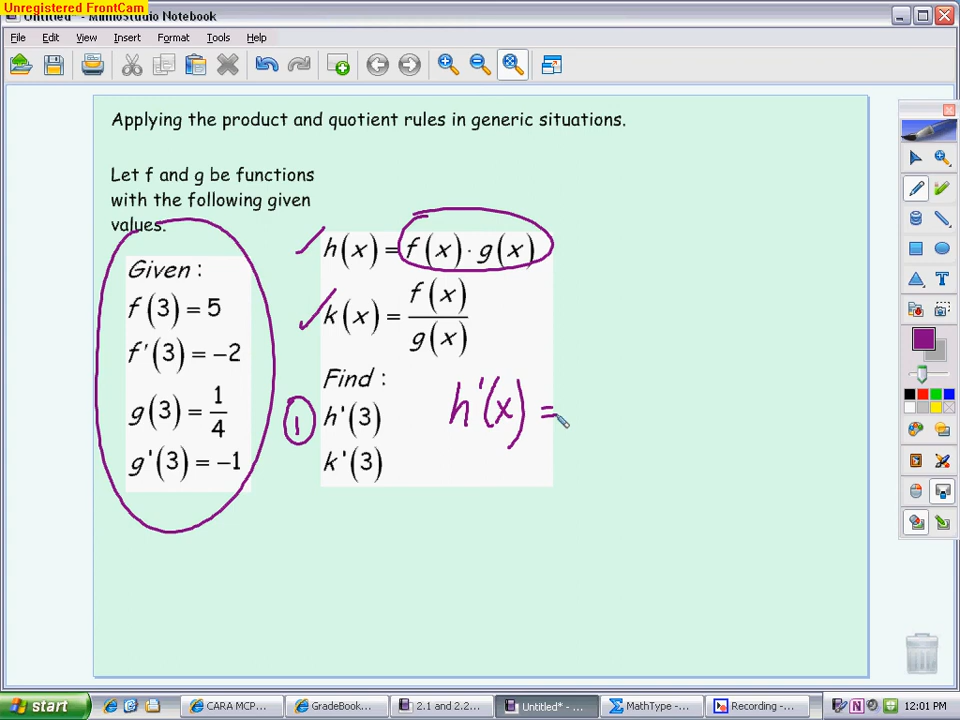 Unregistered FrontCam
Untitled* - MimioStudio Notebook
File Edit View Insert Format Tools Help
Applying the product and quotient rules in generic situations.
Let f and g be functions
with the following given
values.
Given :
f(3) = 5
f'(3) = -2
g(3) = 1/4
g'(3) = -1
h(x) = f(x) · g(x)
k(x) = f(x)/g(x)
Find :
1 h'(3)
k'(3)
h'(x) =
T
start CARA MCP... GradeBook... 2.1 and 2.2... Untitled* - ... MathType - ... Recording - ... 12:01 PM